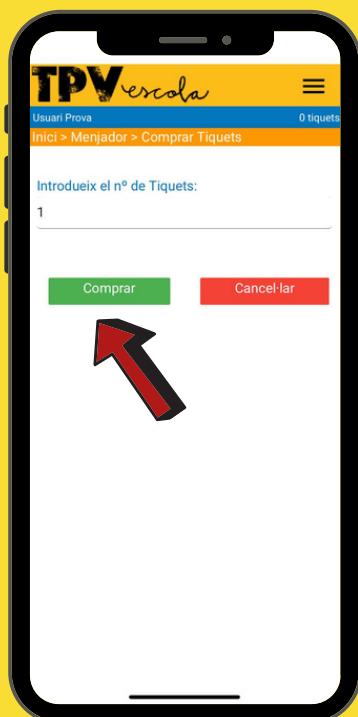 TPV escola
Usuari Prova 0 tiquets
Inici > Menjador > Comprar Tiquets
Introdueix el nº de Tiquets:
1
Comprar Cancel·lar